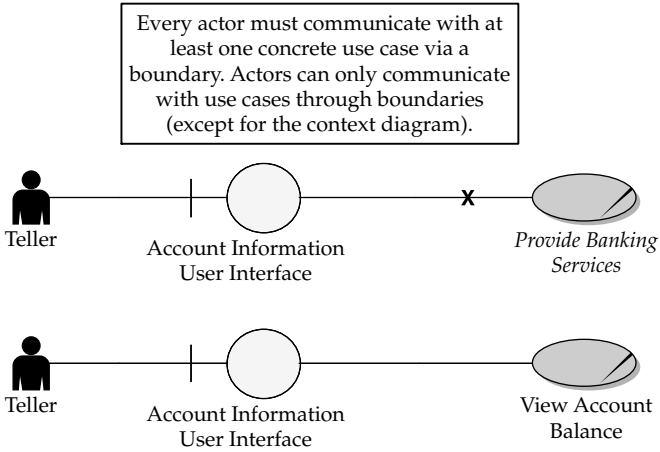 Every actor must communicate with at
least one concrete use case via a
boundary. Actors can only communicate
with use cases through boundaries
(except for the context diagram).
X
Teller
Account Information
User Interface
Provide Banking
Services
Teller
Account Information
User Interface
View Account
Balance